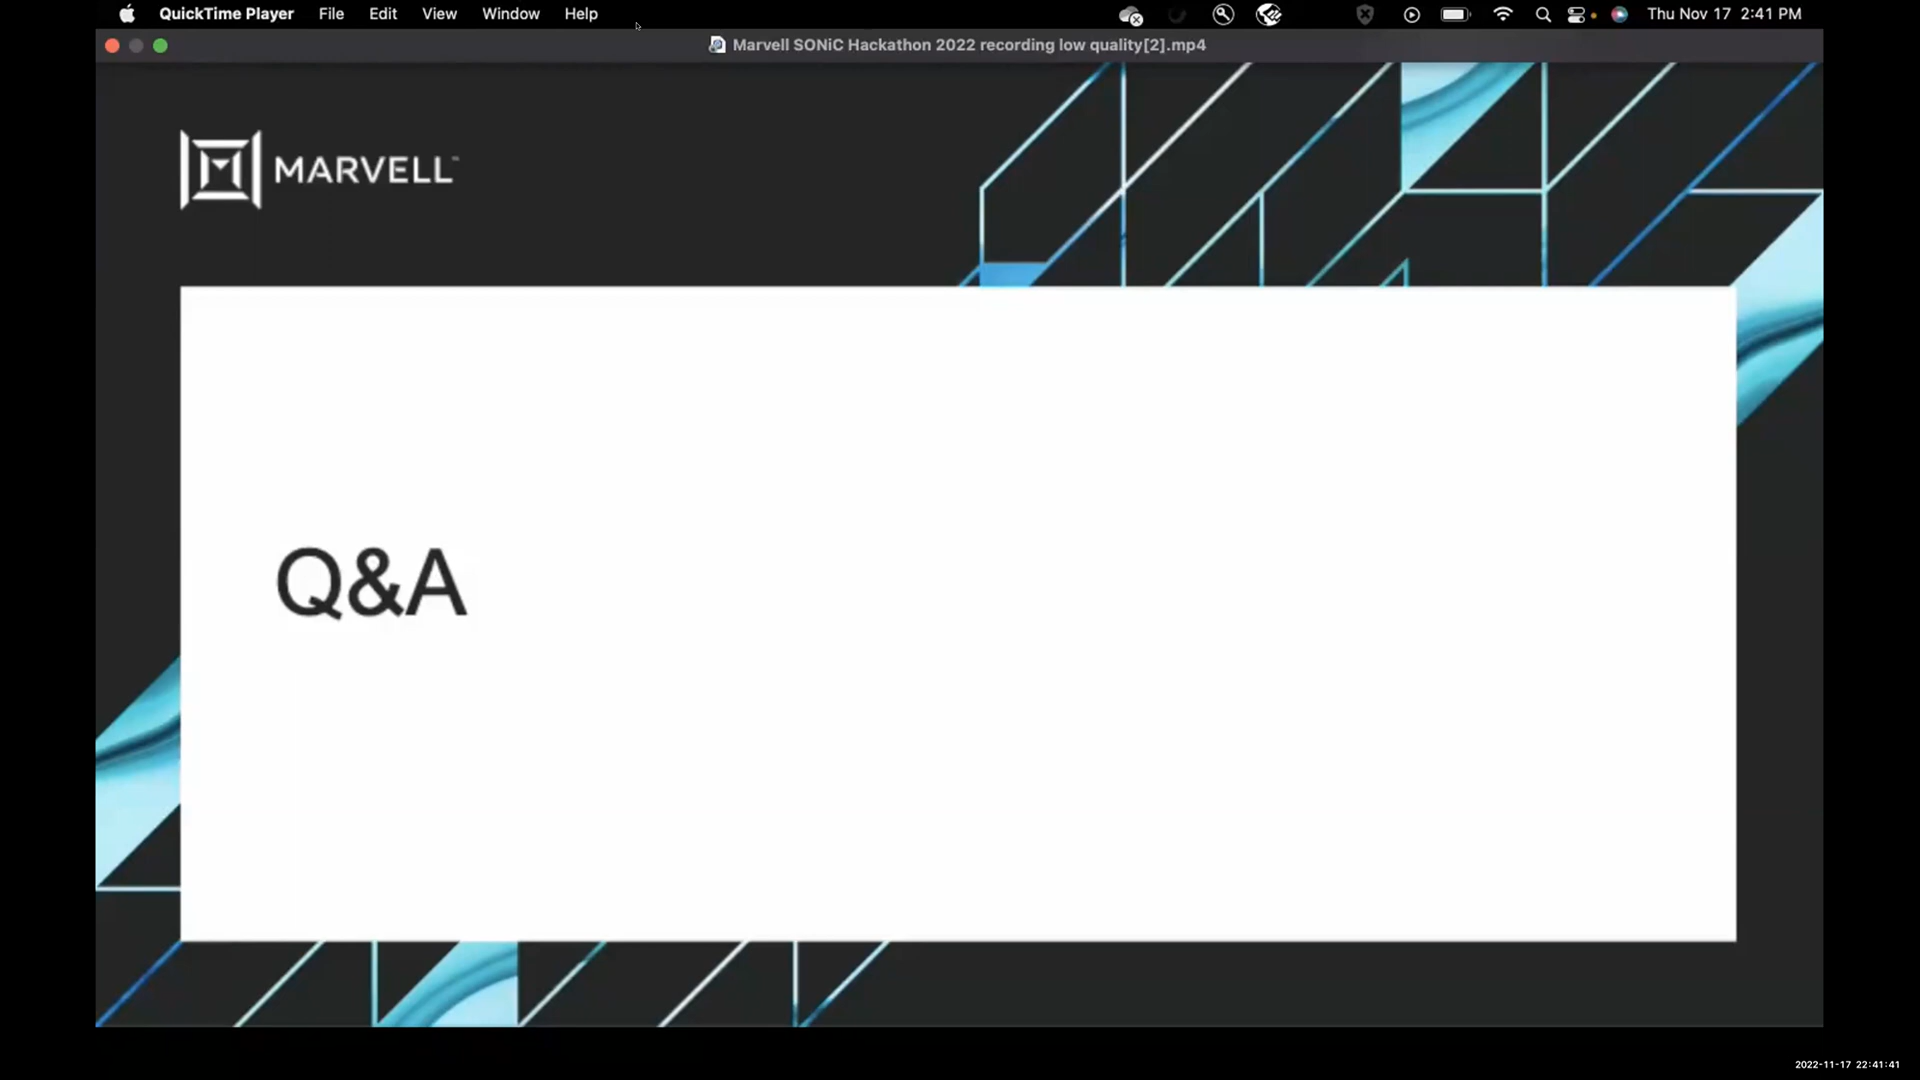 QuickTime Player File Edit View Window Help Thu Nov 17 2:41 PM
Marvell SONiC Hackathon 2022 recording low quality[2].mp4
MARVELL™
Q&A
2022-11-17 22:41:41